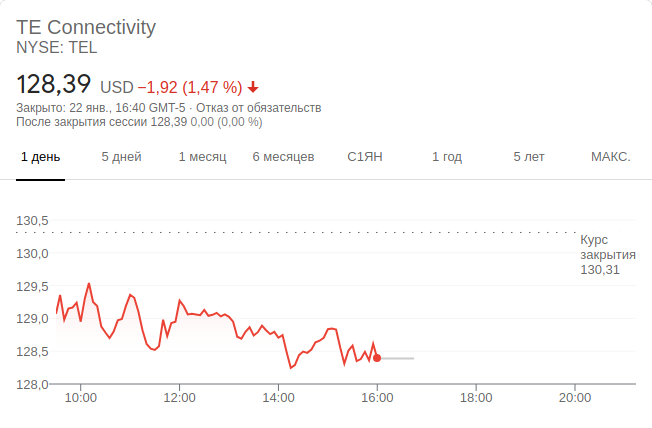 TE Connectivity
NYSE: TEL
128,39 USD −1,92 (1,47 %)
Закрыто: 22 янв., 16:40 GMT-5 · Отказ от обязательств
После закрытия сессии 128,39 0,00 (0,00 %)
1 день 5 дней 1 месяц 6 месяцев С1ЯН 1 год 5 лет МАКС.
130,5
Курс
закрытия
130,31
130,0
129,5
129,0
128,5
128,0
10:00 12:00 14:00 16:00 18:00 20:00